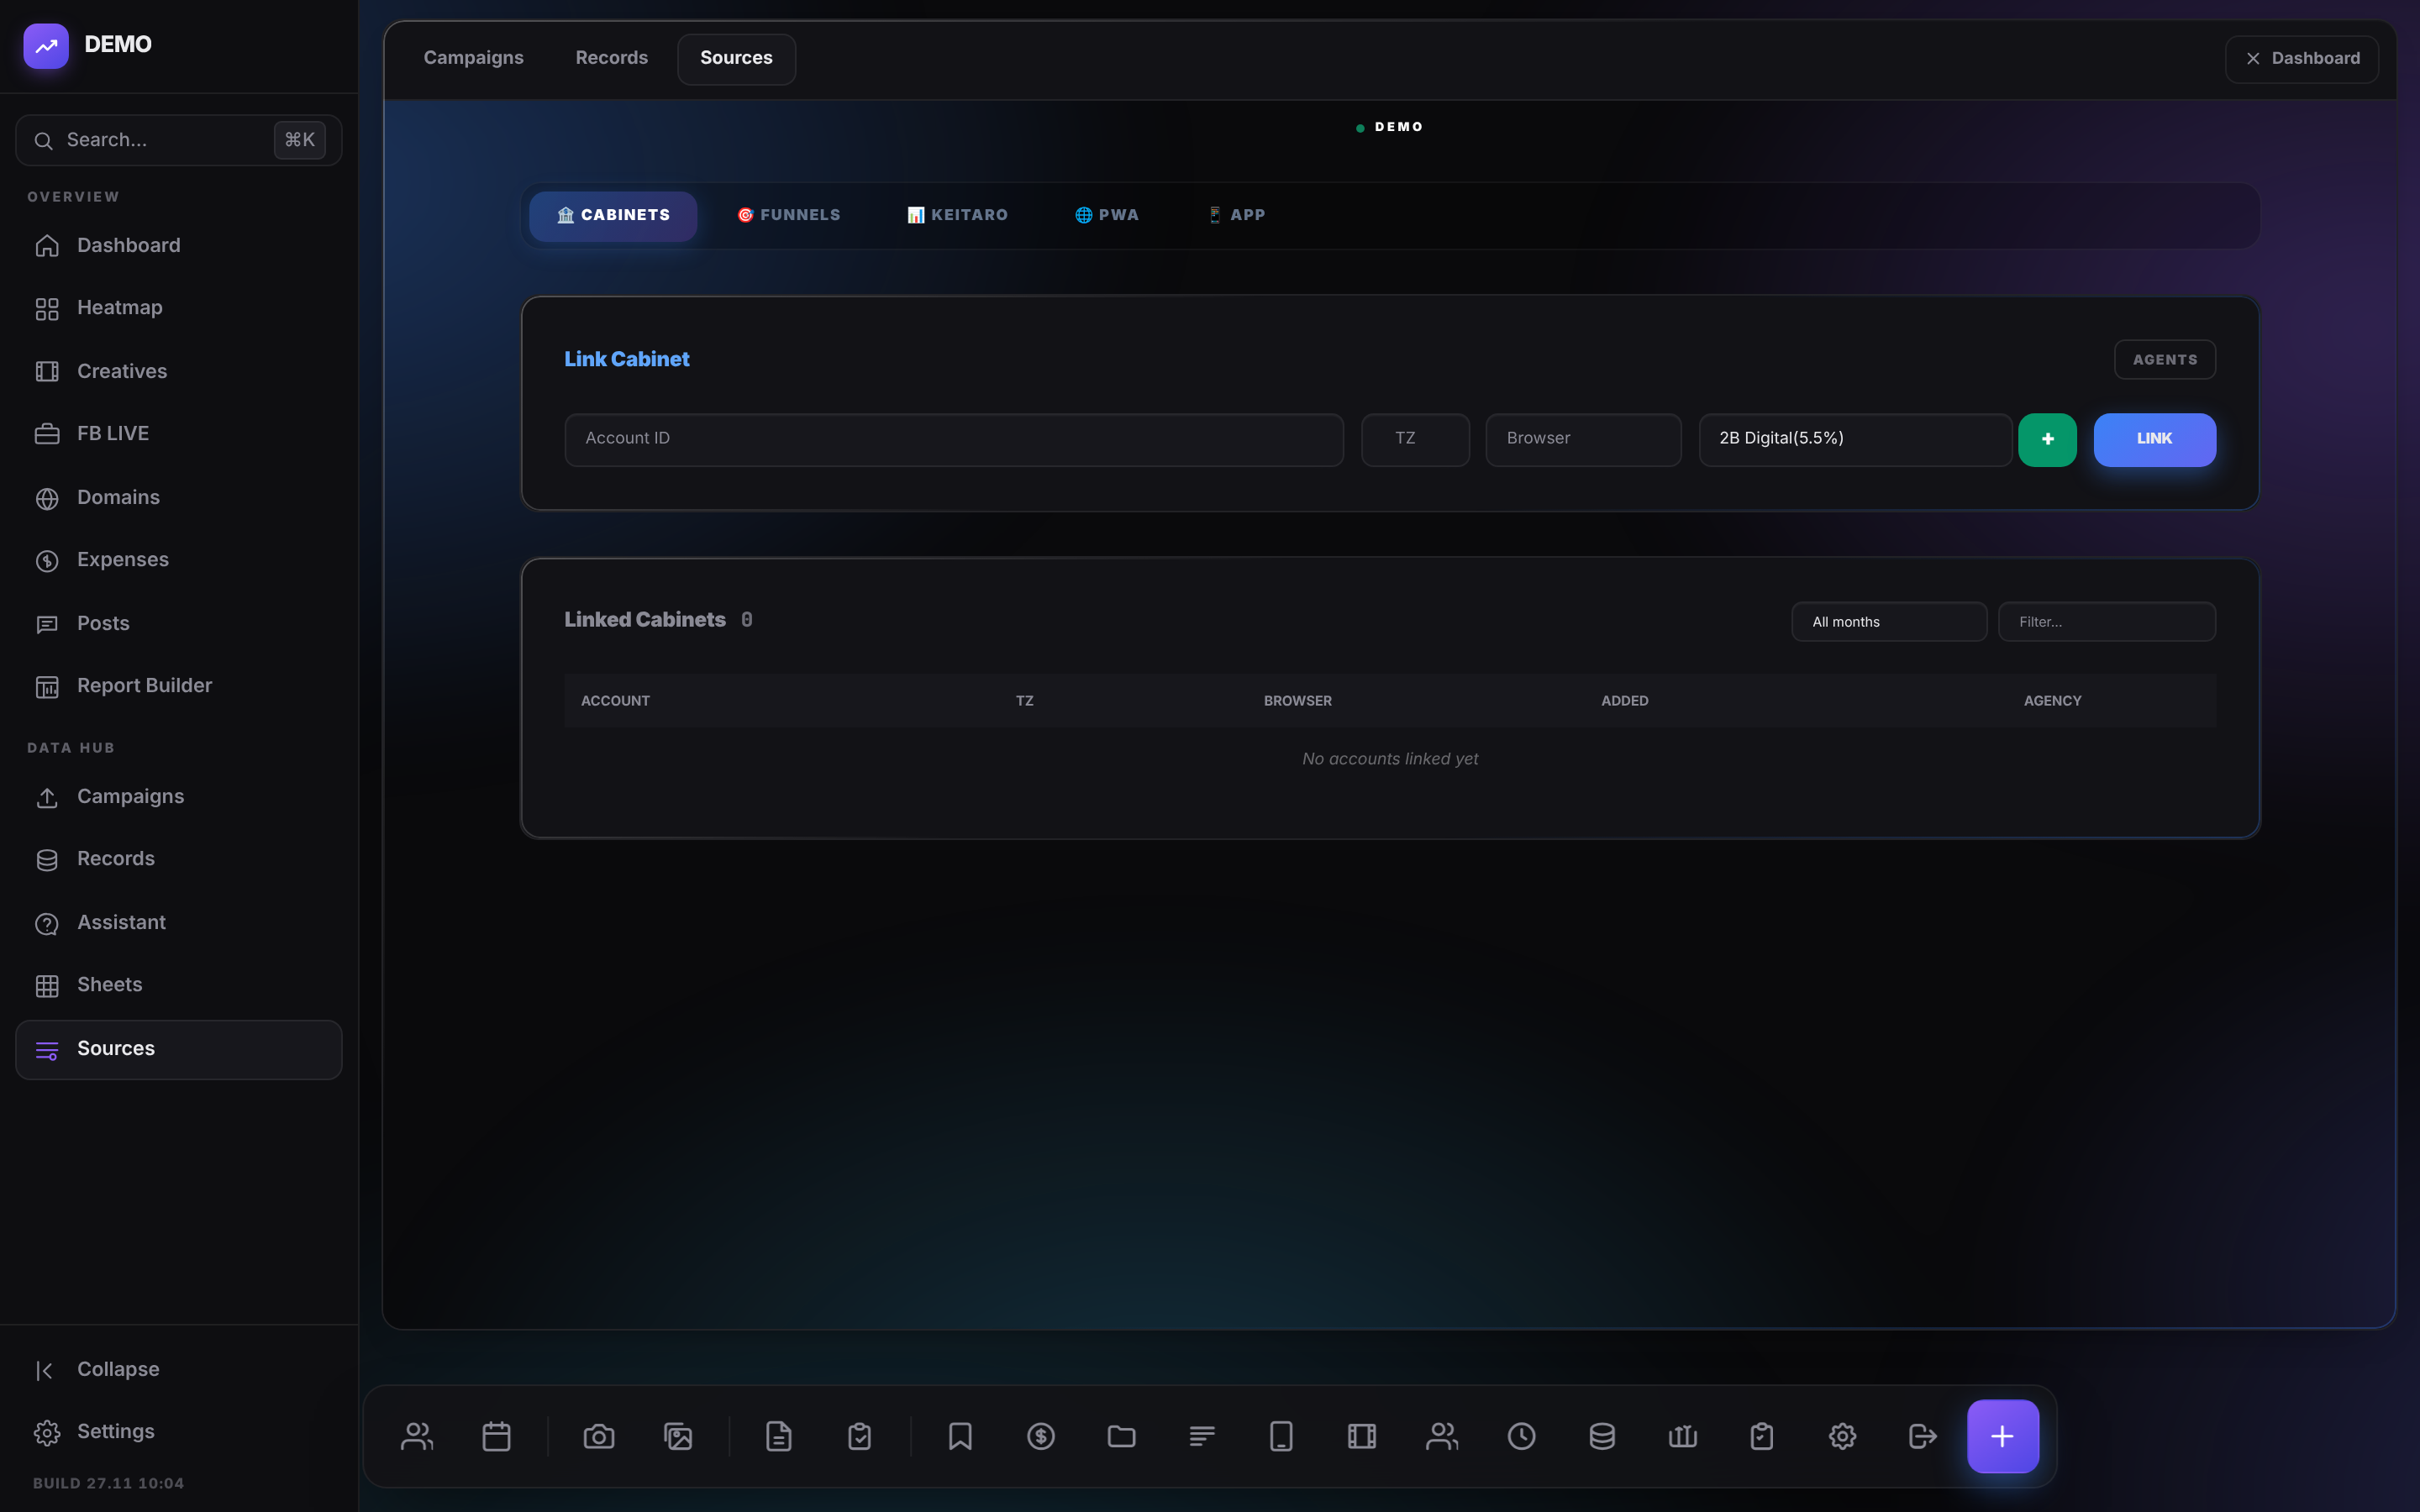 DEMO
Search...
⌘K
OVERVIEW
Dashboard
Heatmap
Creatives
FB LIVE
Domains
Expenses
Posts
Report Builder
DATA HUB
Campaigns
Records
Assistant
Sheets
Sources
Collapse
Settings
BUILD 27.11 10:04
Campaigns Records Sources
Dashboard
DEMO
CABINETS FUNNELS KEITARO PWA APP
Link Cabinet
AGENTS
Account ID TZ Browser 2B Digital(5.5%) + LINK
Linked Cabinets 0
All months Filter...
ACCOUNT TZ BROWSER ADDED AGENCY
No accounts linked yet